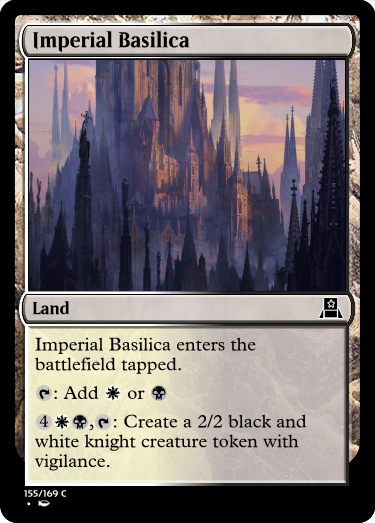 Imperial Basilica
Land
Imperial Basilica enters the
battlefield tapped.
: Add or
4 ,: Create a 2/2 black and
white knight creature token with
vigilance.
155/169 C
•